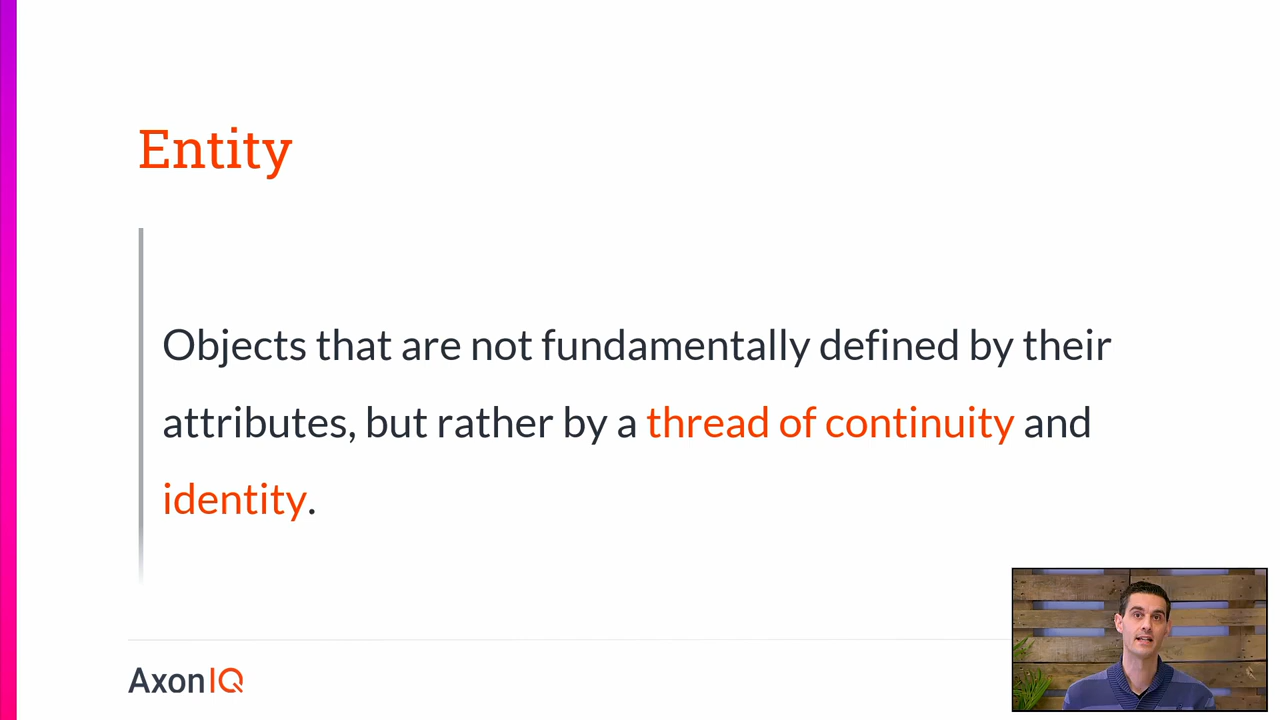 Entity
Objects that are not fundamentally defined by their
attributes, but rather by a thread of continuity and
identity.
AxonIQ